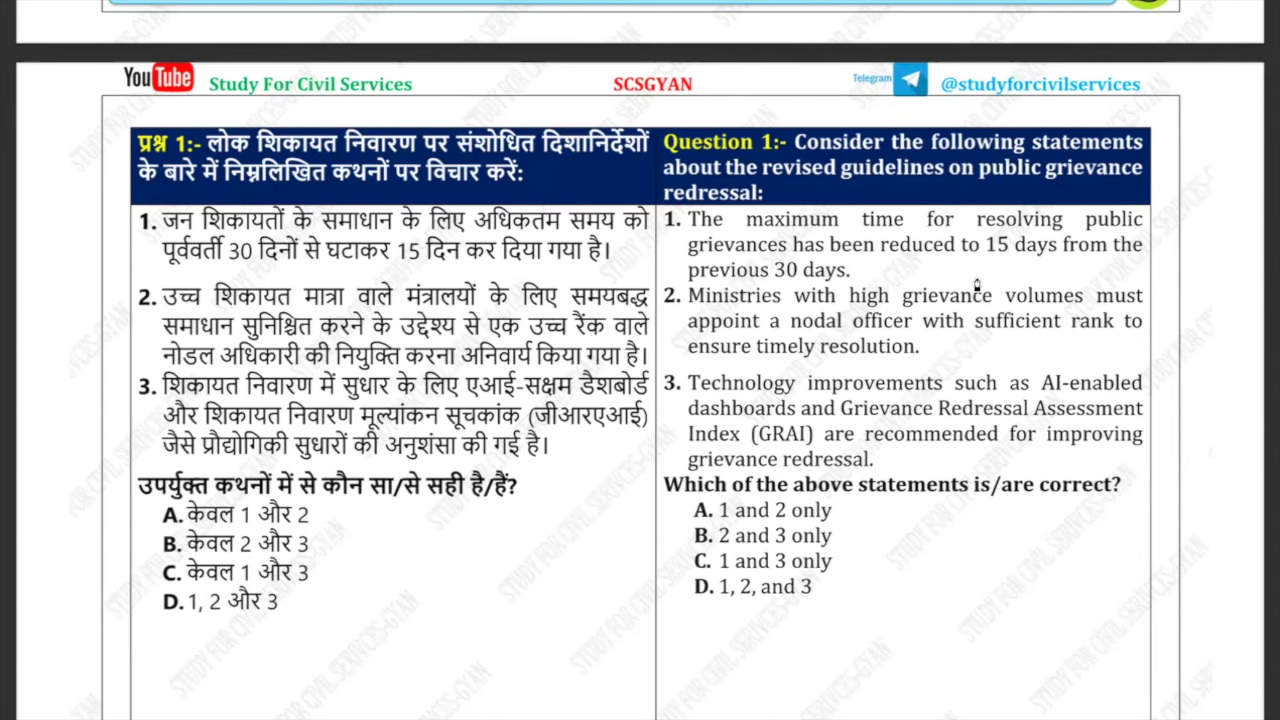 YouTube Study For Civil Services SCSGYAN Telegram @studyforcivilservices
प्रश्न 1:- लोक शिकायत निवारण पर संशोधित दिशानिर्देशों
के बारे में निम्नलिखित कथनों पर विचार करें:
1. जन शिकायतों के समाधान के लिए अधिकतम समय को
पूर्ववर्ती 30 दिनों से घटाकर 15 दिन कर दिया गया है।
2. उच्च शिकायत मात्रा वाले मंत्रालयों के लिए समयबद्ध
समाधान सुनिश्चित करने के उद्देश्य से एक उच्च रैंक वाले
नोडल अधिकारी की नियुक्ति करना अनिवार्य किया गया है।
3. शिकायत निवारण में सुधार के लिए एआई-सक्षम डैशबोर्ड
और शिकायत निवारण मूल्यांकन सूचकांक (जीआरएआई)
जैसे प्रौद्योगिकी सुधारों की अनुशंसा की गई है।
उपर्युक्त कथनों में से कौन सा/से सही है/हैं?
A. केवल 1 और 2
B. केवल 2 और 3
C. केवल 1 और 3
D. 1, 2 और 3
Question 1:- Consider the following statements
about the revised guidelines on public grievance
redressal:
1. The maximum time for resolving public
grievances has been reduced to 15 days from the
previous 30 days.
2. Ministries with high grievance volumes must
appoint a nodal officer with sufficient rank to
ensure timely resolution.
3. Technology improvements such as AI-enabled
dashboards and Grievance Redressal Assessment
Index (GRAI) are recommended for improving
grievance redressal.
Which of the above statements is/are correct?
A. 1 and 2 only
B. 2 and 3 only
C. 1 and 3 only
D. 1, 2, and 3
STUDY FOR CIVIL SERVICES-GYAN